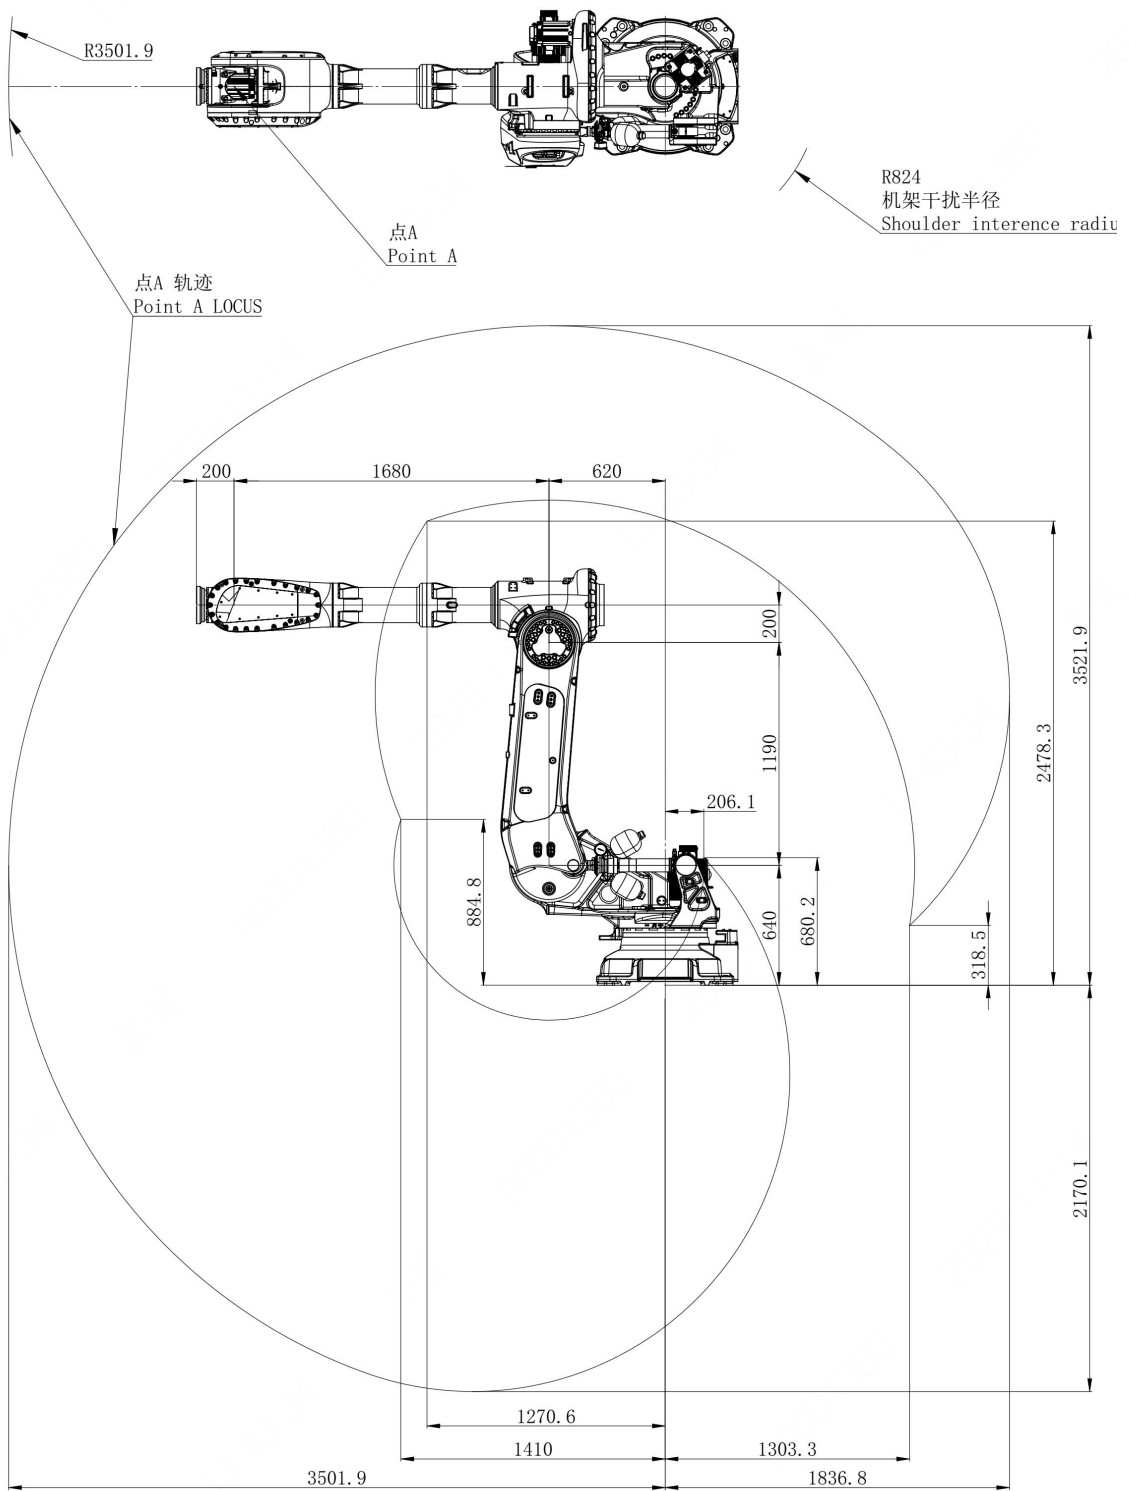 R3501.9
R824
机架干扰半径
Shoulder interence radiu
点A
Point A
点A 轨迹
Point A LOCUS
200
1680
620
200
3521.9
2478.3
1190
206.1
884.8
640
680.2
318.5
2170.1
1270.6
1410
1303.3
3501.9
1836.8